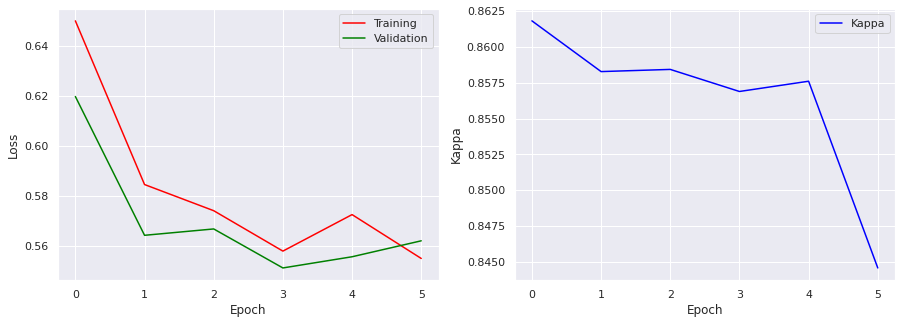 Training
Validation
Loss
0.64
0.62
0.60
0.58
0.56
0 1 2 3 4 5
Epoch
Kappa
Kappa
0.8625
0.8600
0.8575
0.8550
0.8525
0.8500
0.8475
0.8450
0 1 2 3 4 5
Epoch